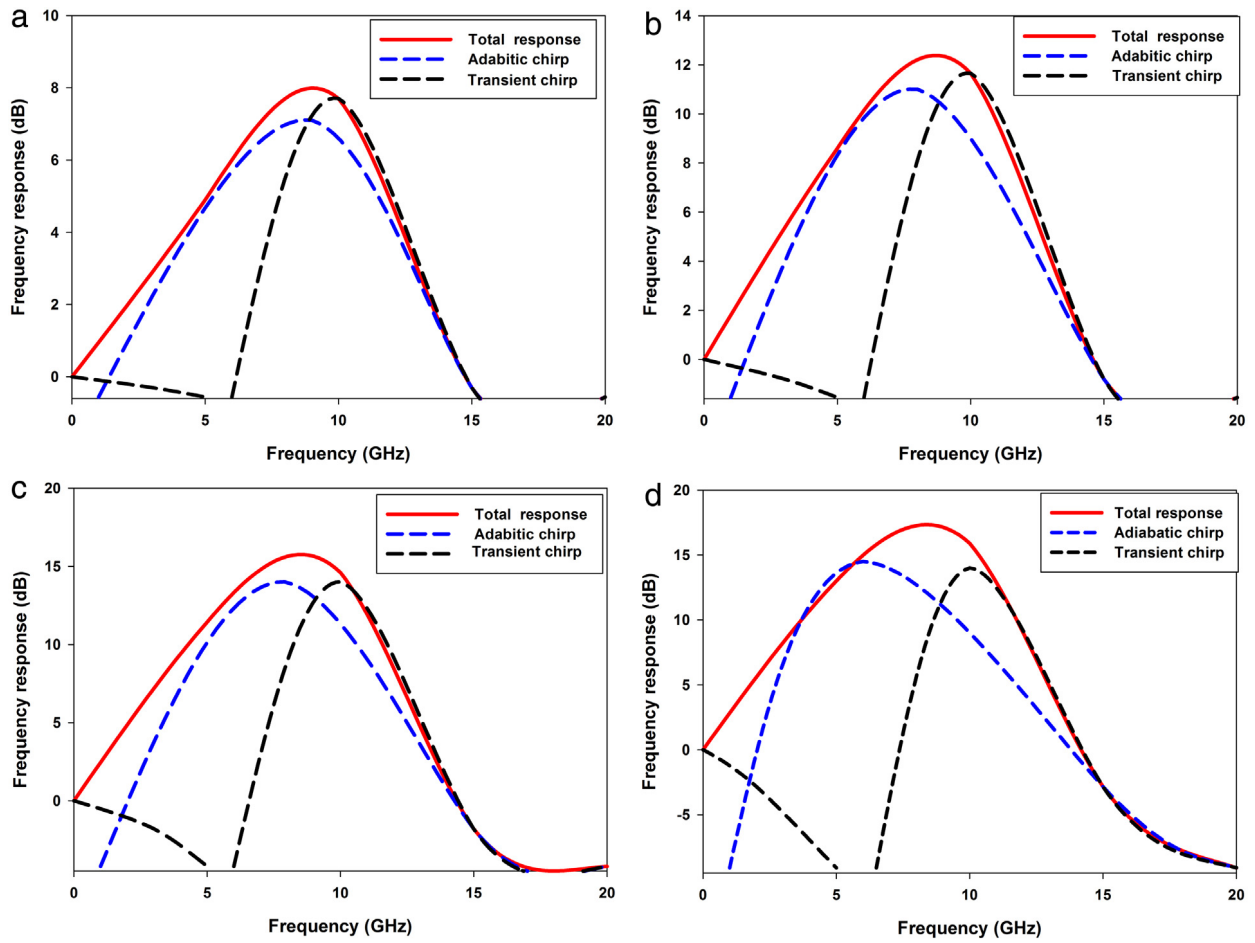 a
10
8
6
4
2
0
0
5
10
15
20
Frequency response (dB)
Frequency (GHz)
Total response
Adabitic chirp
Transient chirp
b
14
12
10
8
6
4
2
0
0
5
10
15
20
Frequency response (dB)
Frequency (GHz)
Total response
Adabitic chirp
Transient chirp
c
20
15
10
5
0
0
5
10
15
20
Frequency response (dB)
Frequency (GHz)
Total response
Adabitic chirp
Transient chirp
d
20
15
10
5
0
-5
0
5
10
15
20
Frequency response (dB)
Frequency (GHz)
Total response
Adiabatic chirp
Transient chirp